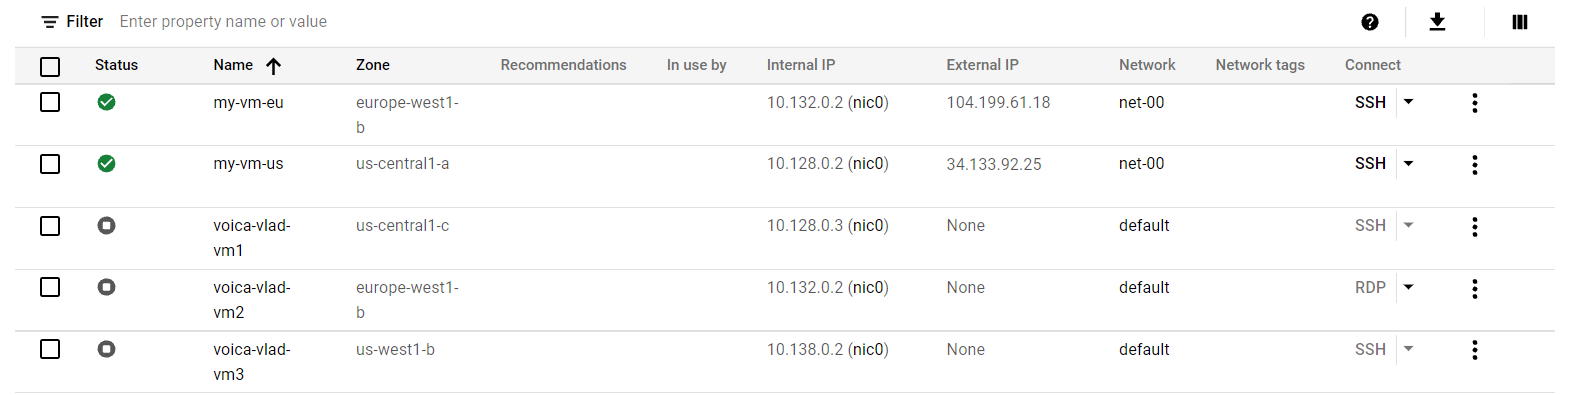 Filter Enter property name or value
Status Name Zone Recommendations In use by Internal IP External IP Network Network tags Connect
my-vm-eu europe-west1- 10.132.0.2 (nic0) 104.199.61.18 net-00 SSH
b
my-vm-us us-central1-a 10.128.0.2 (nic0) 34.133.92.25 net-00 SSH
voica-vlad- us-central1-c 10.128.0.3 (nic0) None default SSH
vm1
voica-vlad- europe-west1- 10.132.0.2 (nic0) None default RDP
vm2 b
voica-vlad- us-west1-b 10.138.0.2 (nic0) None default SSH
vm3